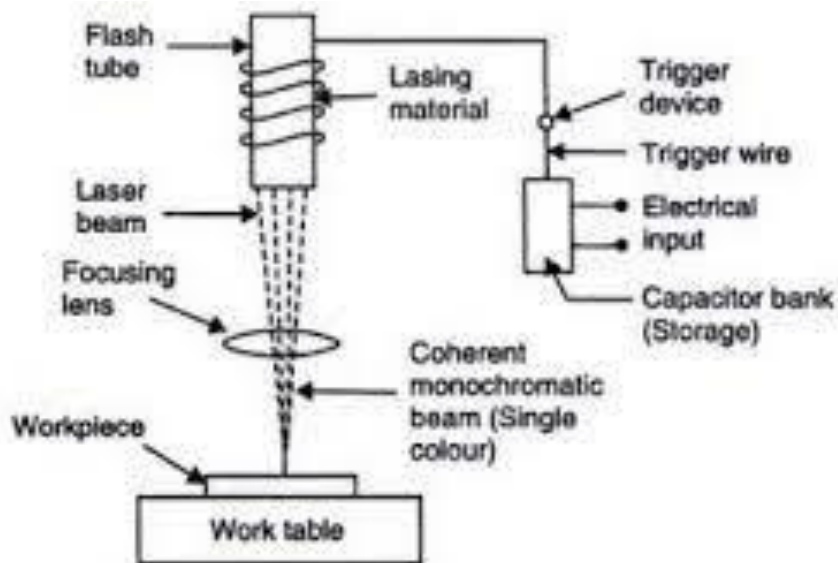 Flash
tube
Lasing
material
Trigger
device
Trigger wire
Laser
beam
Electrical
input
Focusing
lens
Capacitor bank
(Storage)
Coherent
monochromatic
beam (Single
colour)
Workpiece
Work table